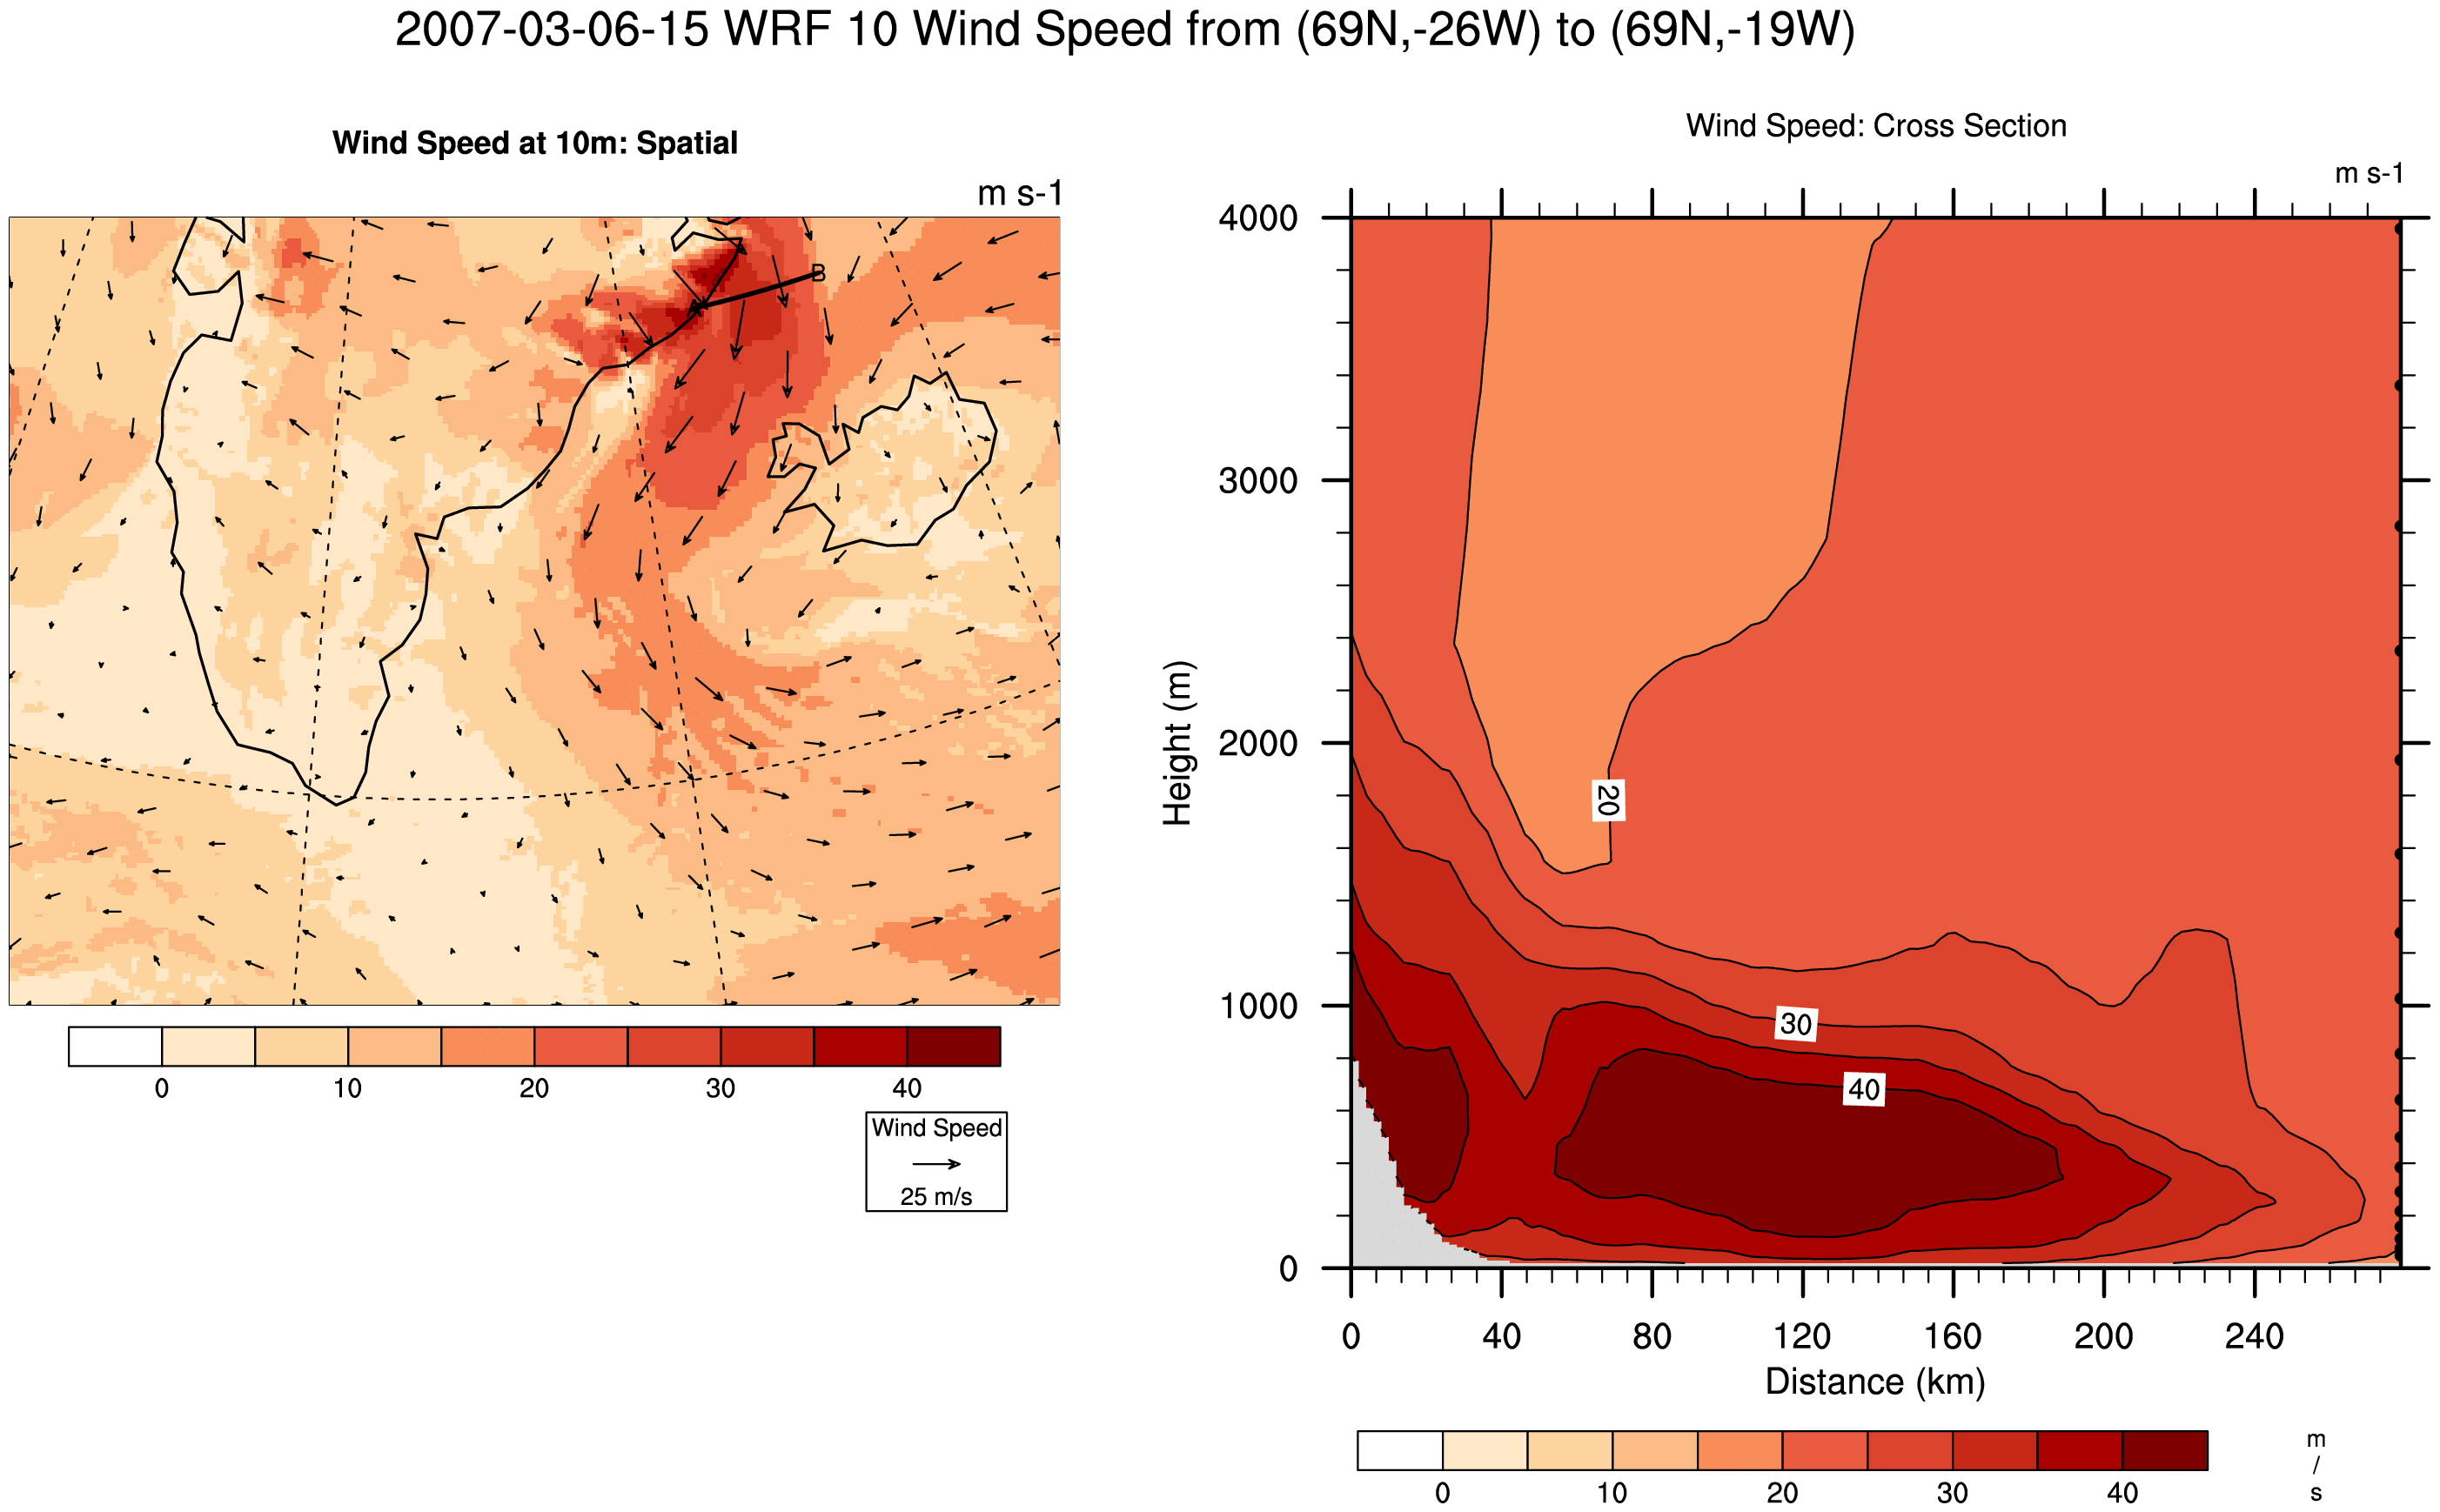 2007-03-06-15 WRF 10 Wind Speed from (69N,-26W) to (69N,-19W)
Wind Speed at 10m: Spatial
m s-1
B
0 10 20 30 40
Wind Speed
25 m/s
Wind Speed: Cross Section
m s-1
4000
3000
2000
1000
0
Height (m)
20
30
40
0 40 80 120 160 200 240
Distance (km)
0 10 20 30 40
m
/
s